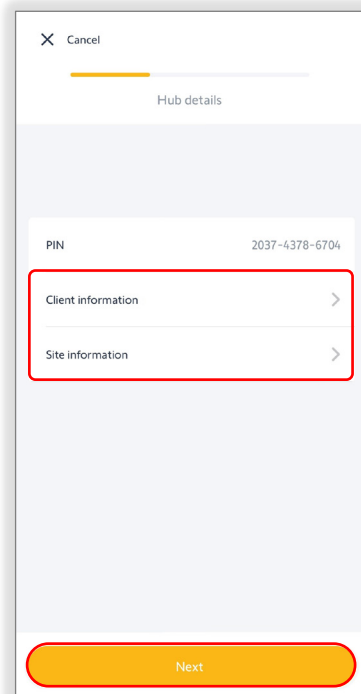 Cancel
Hub details
PIN 2037-4378-6704
Client information
Site information
Next